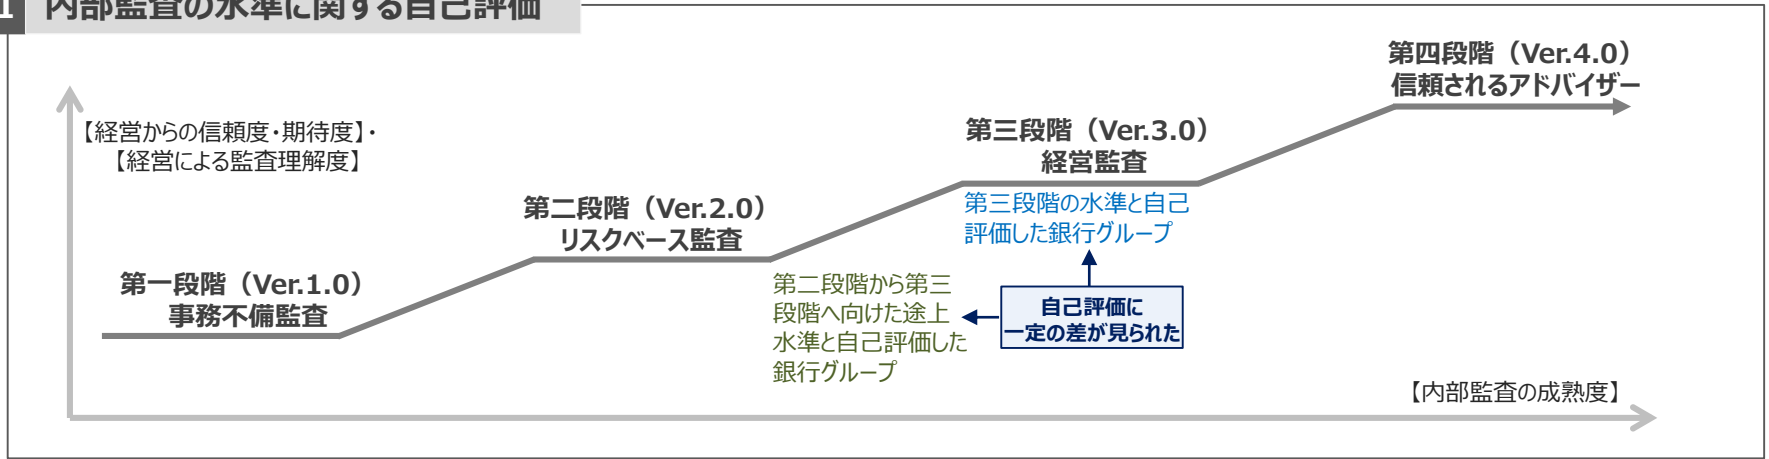 1 内部監査の水準に関する自己評価
第四段階（Ver.4.0）
信頼されるアドバイザー
【経営からの信頼度・期待度】・
【経営による監査理解度】
第三段階（Ver.3.0）
経営監査
第三段階の水準と自己
評価した銀行グループ
第二段階（Ver.2.0）
リスクベース監査
第一段階（Ver.1.0）
事務不備監査
第二段階から第三
段階へ向けた途上
水準と自己評価した
銀行グループ
自己評価に
一定の差が見られた
【内部監査の成熟度】